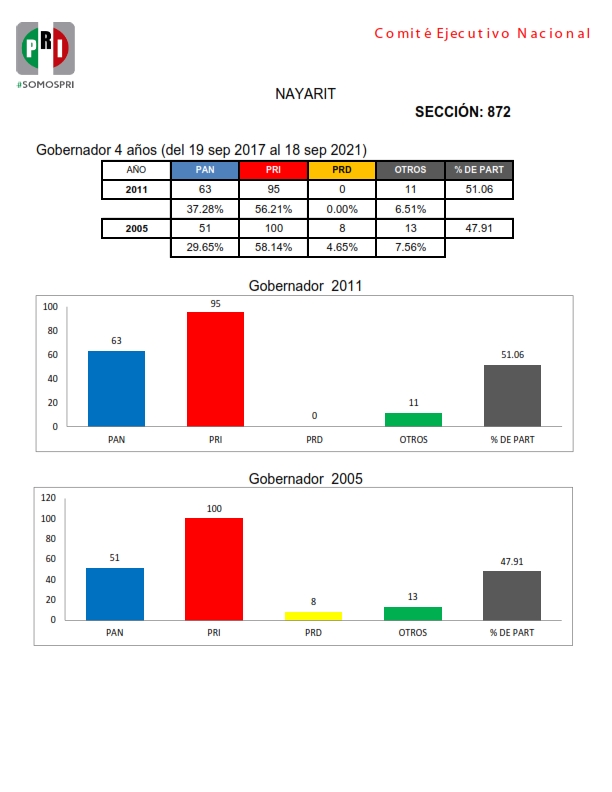 Comité Ejecutivo Nacional
PRI
#SOMOSPRI
NAYARIT
SECCIÓN: 872
Gobernador 4 años (del 19 sep 2017 al 18 sep 2021)
AÑO PAN PRI PRD OTROS % DE PART
2011 63 95 0 11 51.06
37.28% 56.21% 0.00% 6.51%
2005 51 100 8 13 47.91
29.65% 58.14% 4.65% 7.56%
Gobernador 2011
100
80
60
40
20
0
63
95
0
11
51.06
PAN PRI PRD OTROS % DE PART
Gobernador 2005
120
100
80
60
40
20
0
51
100
8
13
47.91
PAN PRI PRD OTROS % DE PART